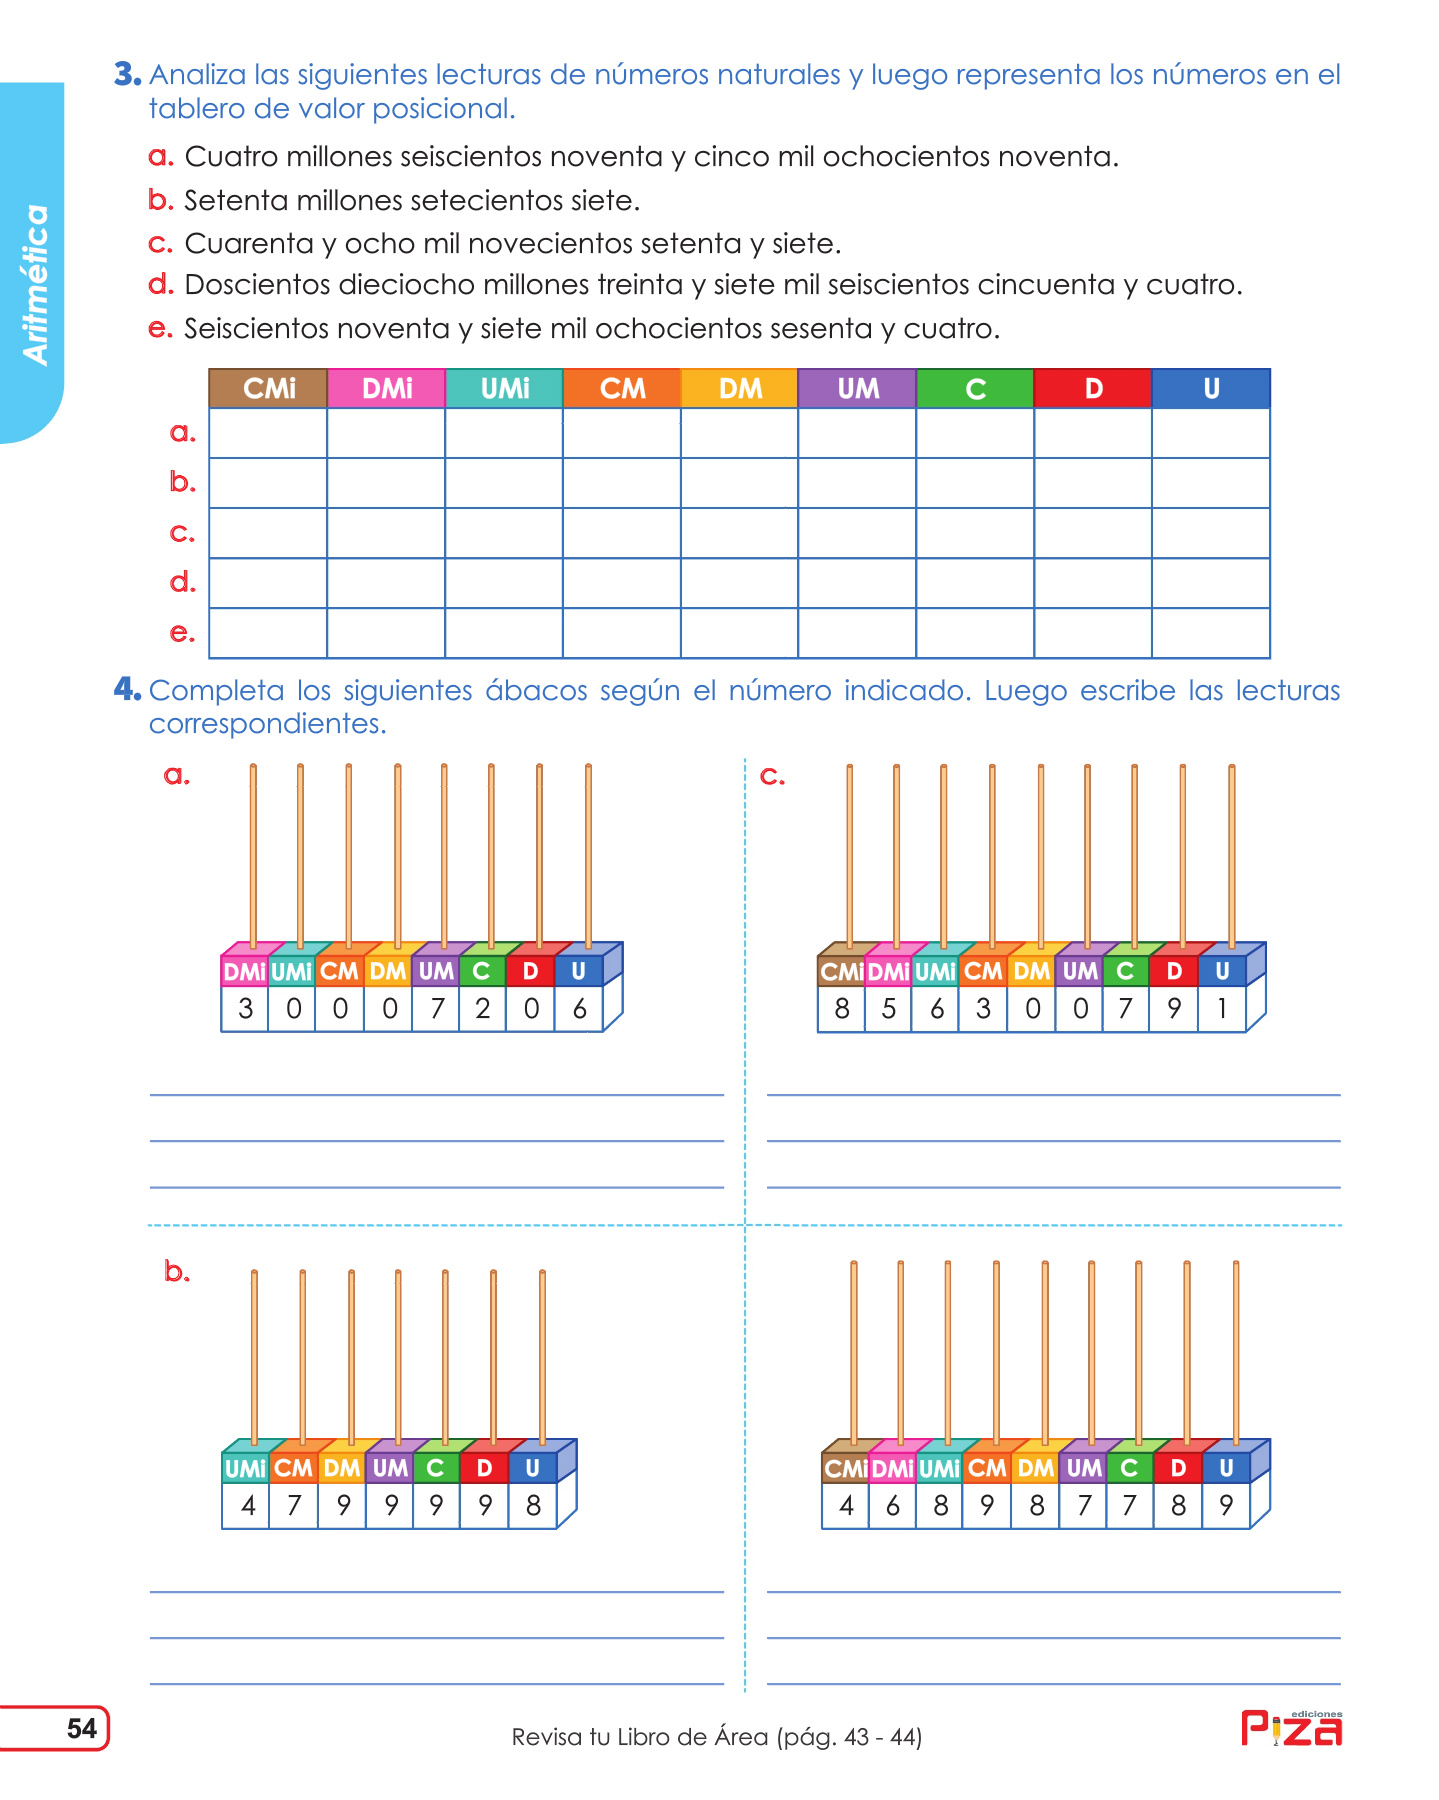 Aritmética
3. Analiza las siguientes lecturas de números naturales y luego representa los números en el
tablero de valor posicional.
a. Cuatro millones seiscientos noventa y cinco mil ochocientos noventa.
b. Setenta millones setecientos siete.
c. Cuarenta y ocho mil novecientos setenta y siete.
d. Doscientos dieciocho millones treinta y siete mil seiscientos cincuenta y cuatro.
e. Seiscientos noventa y siete mil ochocientos sesenta y cuatro.
CMi DMi UMi CM DM UM C D U
a.
b.
c.
d.
e.
4. Completa los siguientes ábacos según el número indicado. Luego escribe las lecturas
correspondientes.
a.
DMi UMi CM DM UM C D U
3 0 0 0 7 2 0 6
c.
CMi DMi UMi CM DM UM C D U
8 5 6 3 0 0 7 9 1
b.
UMi CM DM UM C D U
4 7 9 9 9 9 8
CMi DMi UMi CM DM UM C D U
4 6 8 9 8 7 7 8 9
54
Revisa tu Libro de Área (pág. 43 - 44)
ediciones
Piza